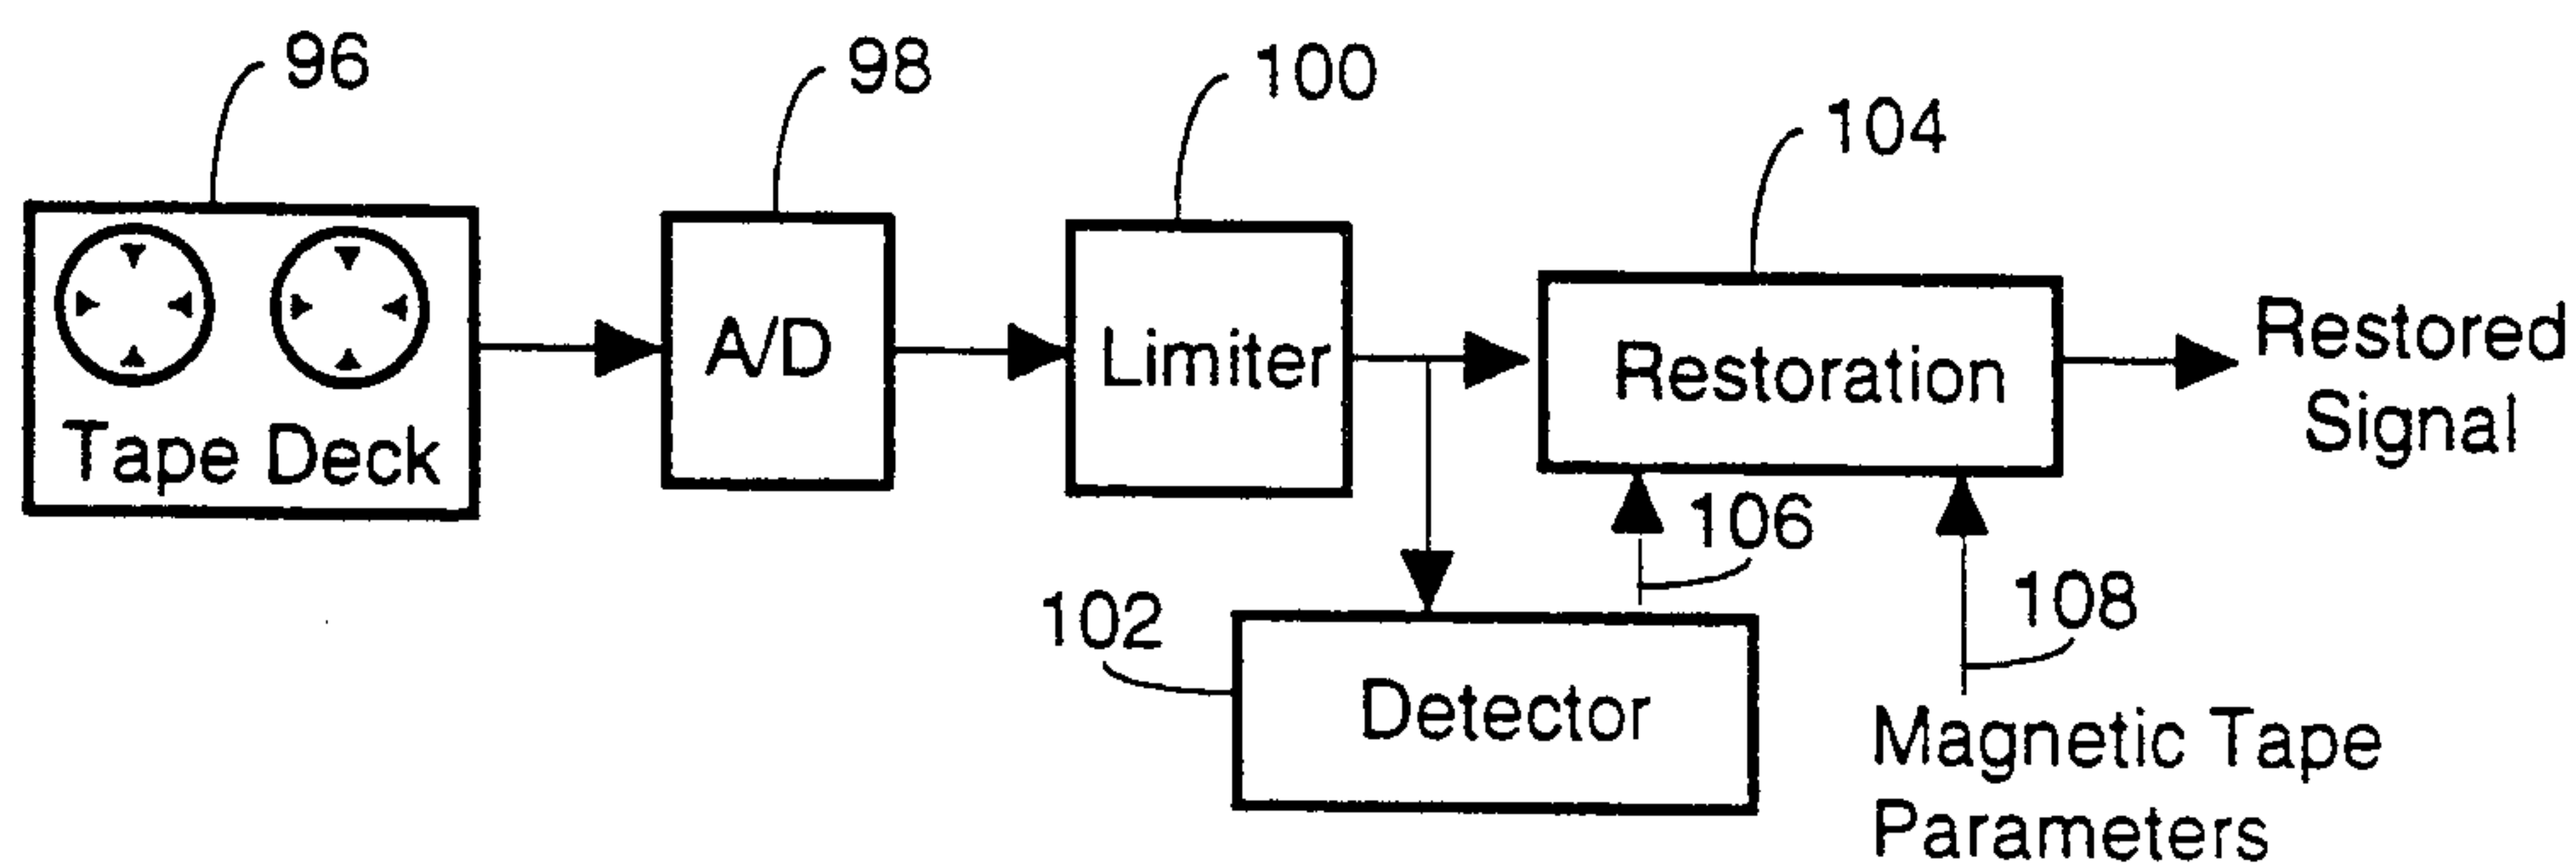 96
98
100
104
Tape Deck
A/D
Limiter
Restoration
Restored
Signal
106
108
102
Detector
Magnetic Tape
Parameters